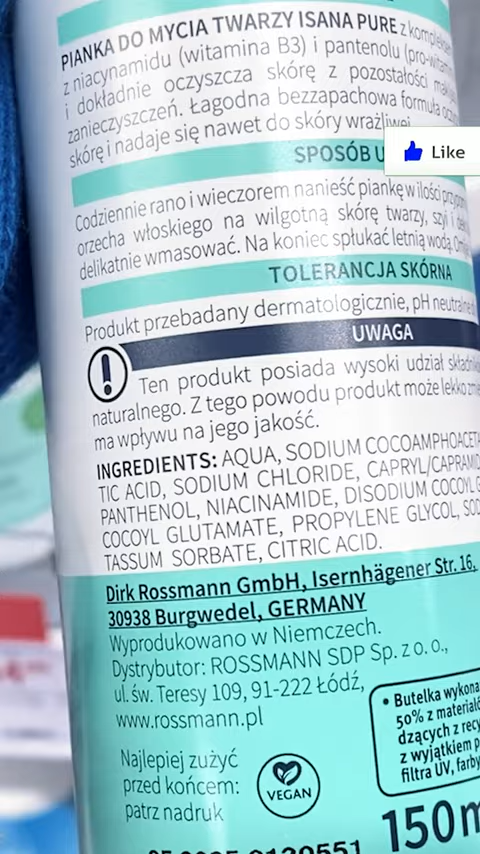 PIANKA DO MYCIA TWARZY ISANA PURE z
z niacynamidu (witamina B3) i pantenolu
i dokładnie oczyszcza skórę z pozostałości
zanieczyszczeń. Łagodna bezzapachowa formuła
skórę i nadaje się nawet do skóry wrażliwej.
SPOSÓB
Like
Codziennie rano i wieczorem nanieść piankę w ilości
orzecha włoskiego na wilgotną skórę twarzy, szyi i
delikatnie wmasować. Na koniec spłukać letnią wodą.
TOLERANCJA SKÓRNA
Produkt przebadany dermatologicznie, pH neutralne
UWAGA
Ten produkt posiada wysoki udział
naturalnego. Z tego powodu produkt może lekko
ma wpływu na jego jakość.
INGREDIENTS: AQUA, SODIUM COCOAMPHOACETA
TIC ACID, SODIUM CHLORIDE, CAPRYL/CAPRAMID
PANTHENOL, NIACINAMIDE, DISODIUM COCOYL
COCOYL GLUTAMATE, PROPYLENE GLYCOL,
TASSUM SORBATE, CITRIC ACID.
Dirk Rossmann GmbH, Isernhägener Str. 16,
30938 Burgwedel, GERMANY
Wyprodukowano w Niemczech.
Dystrybutor: ROSSMANN SDP Sp. z o.o.,
ul. św. Teresy 109, 91-222 Łódź,
www.rossmann.pl
• Butelka wykona
50% z materiał
dzących z recy
z wyjątkiem
filtra UV, farby
Najlepiej zużyć
przed końcem:
patrz nadruk
VEGAN
150m